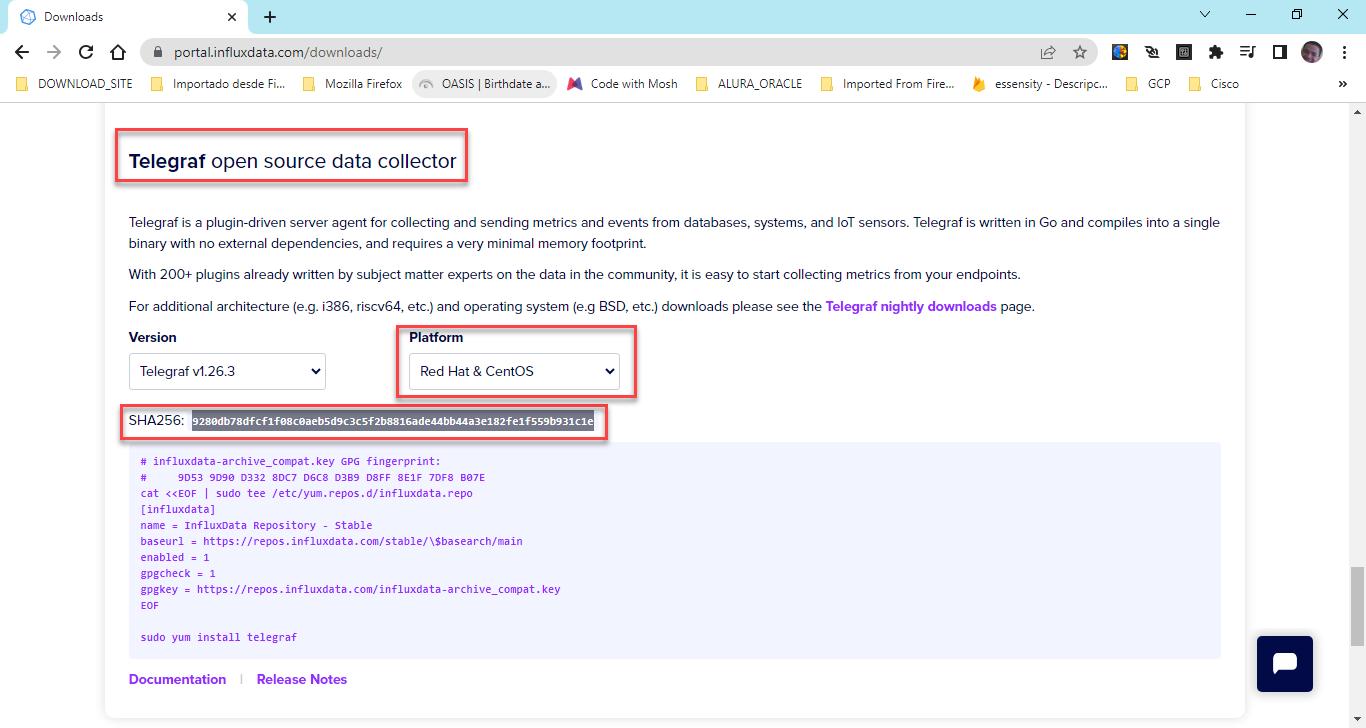 Downloads
portal.influxdata.com/downloads/
DOWNLOAD_SITE
Importado desde Fi...
Mozilla Firefox
OASIS | Birthdate a...
Code with Mosh
ALURA_ORACLE
Imported From Fire...
essensity - Descripc...
GCP
Cisco
»
Telegraf open source data collector
Telegraf is a plugin-driven server agent for collecting and sending metrics and events from databases, systems, and IoT sensors. Telegraf is written in Go and compiles into a single
binary with no external dependencies, and requires a very minimal memory footprint.
With 200+ plugins already written by subject matter experts on the data in the community, it is easy to start collecting metrics from your endpoints.
For additional architecture (e.g. i386, riscv64, etc.) and operating system (e.g BSD, etc.) downloads please see the Telegraf nightly downloads page.
Version
Platform
Telegraf v1.26.3
Red Hat & CentOS
SHA256: 9280db78dfcf1f08c0aeb5d9c3c5f2b8816ade44bb44a3e182fe1f559b931c1e
# influxdata-archive_compat.key GPG fingerprint:
#     9D53 9D90 D332 8DC7 D6C8 D3B9 D8FF 8E1F 7DF8 B07E
cat <<EOF | sudo tee /etc/yum.repos.d/influxdata.repo
[influxdata]
name = InfluxData Repository - Stable
baseurl = https://repos.influxdata.com/stable/\$basearch/main
enabled = 1
gpgcheck = 1
gpgkey = https://repos.influxdata.com/influxdata-archive_compat.key
EOF
sudo yum install telegraf
Documentation | Release Notes